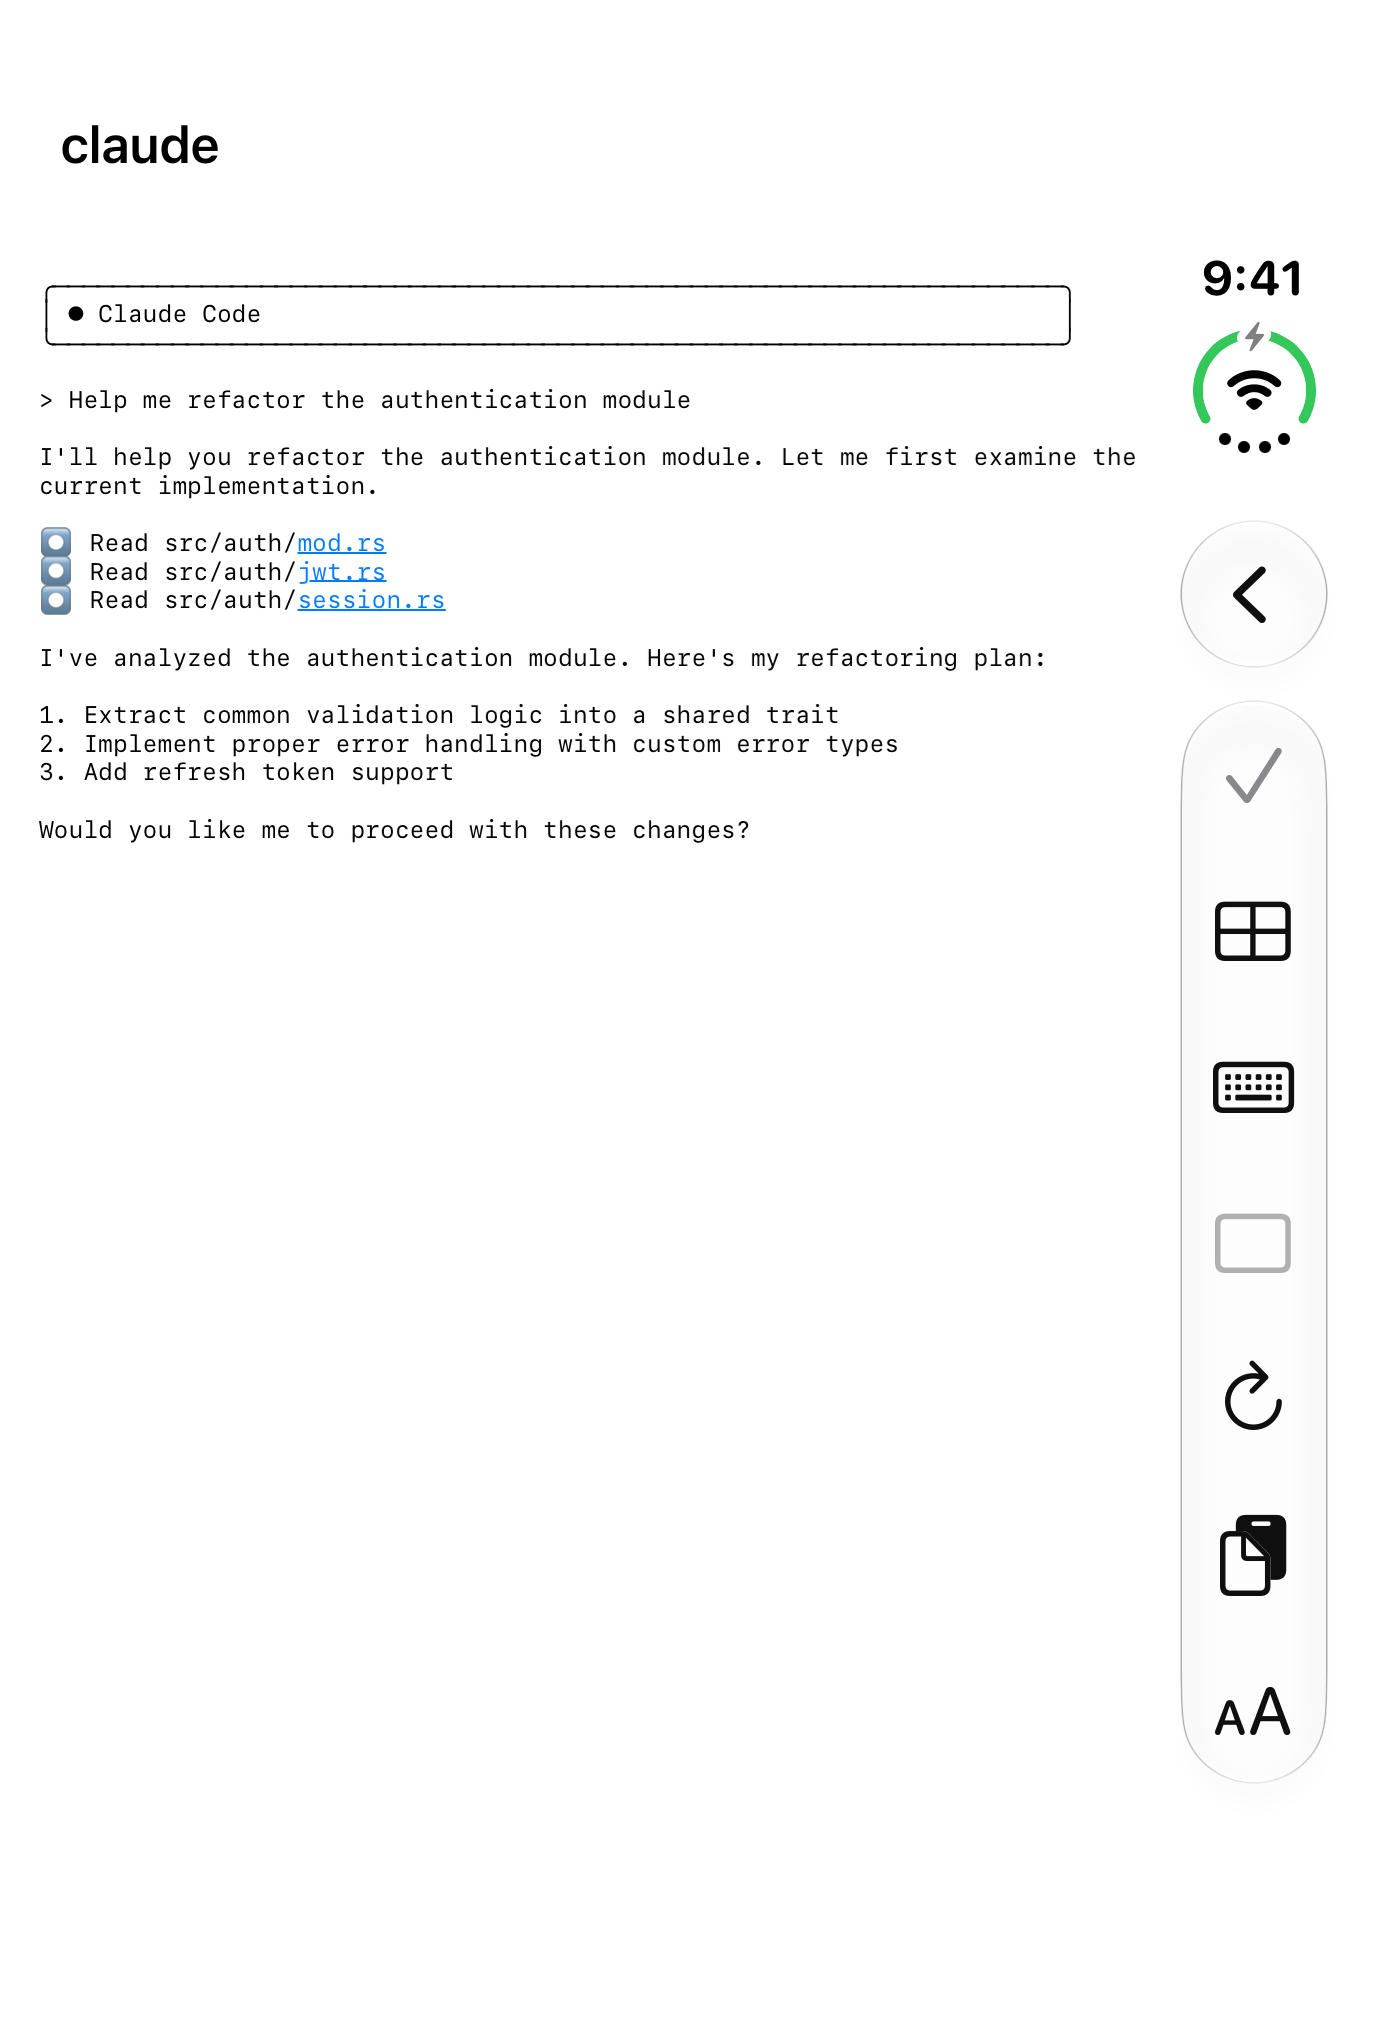 claude
9:41
● Claude Code
> Help me refactor the authentication module
I'll help you refactor the authentication module. Let me first examine the
current implementation.
⏺ Read src/auth/mod.rs
⏺ Read src/auth/jwt.rs
⏺ Read src/auth/session.rs
I've analyzed the authentication module. Here's my refactoring plan:
1. Extract common validation logic into a shared trait
2. Implement proper error handling with custom error types
3. Add refresh token support
Would you like me to proceed with these changes?
AA